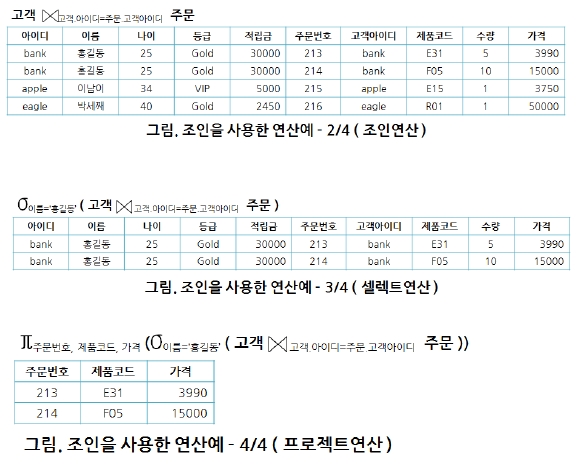 고객 ⋈고객.아이디=주문.고객아이디 주문
아이디 이름 나이 등급 적립금 주문번호 고객아이디 제품코드 수량 가격
bank 홍길동 25 Gold 30000 213 bank E31 5 3990
bank 홍길동 25 Gold 30000 214 bank F05 10 15000
apple 이남이 34 VIP 5000 215 apple E15 1 3750
eagle 박세째 40 Gold 2450 216 eagle R01 1 50000
그림. 조인을 사용한 연산예 - 2/4 ( 조인연산 )
σ이름='홍길동' ( 고객 ⋈고객.아이디=주문.고객아이디 주문 )
아이디 이름 나이 등급 적립금 주문번호 고객아이디 제품코드 수량 가격
bank 홍길동 25 Gold 30000 213 bank E31 5 3990
bank 홍길동 25 Gold 30000 214 bank F05 10 15000
그림. 조인을 사용한 연산예 - 3/4 ( 셀렉트연산 )
π주문번호, 제품코드, 가격 (σ이름='홍길동' ( 고객 ⋈고객.아이디=주문.고객아이디 주문 ))
주문번호 제품코드 가격
213 E31 3990
214 F05 15000
그림. 조인을 사용한 연산예 - 4/4 ( 프로젝트연산 )